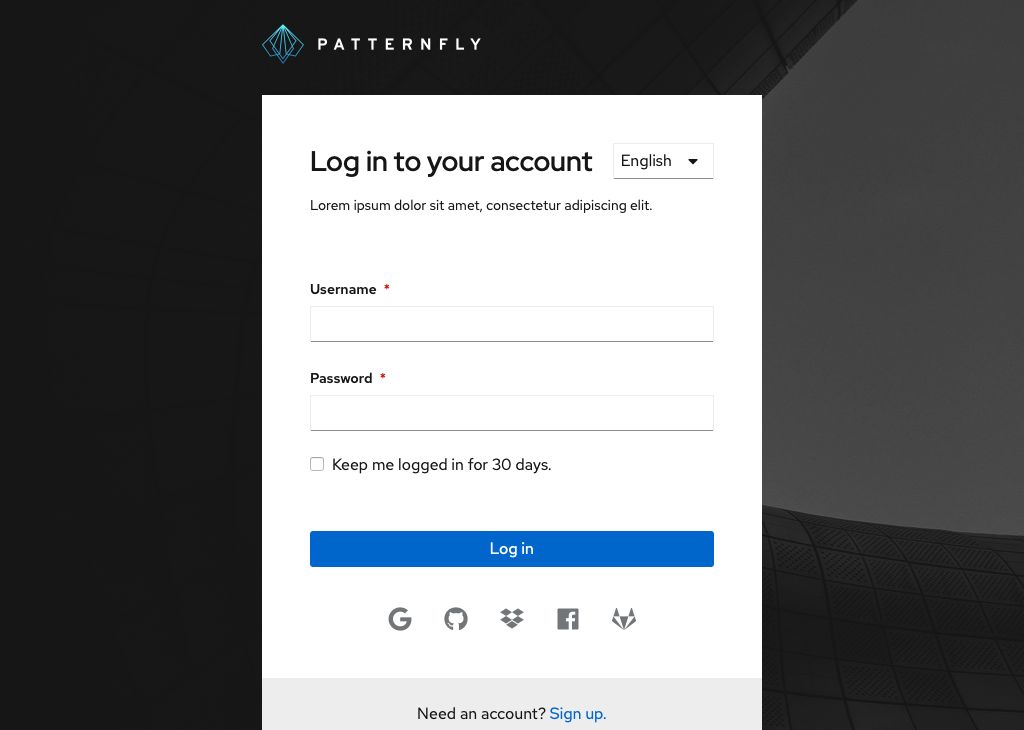 PATTERNFLY
Log in to your account
English
Lorem ipsum dolor sit amet, consectetur adipiscing elit.
Username *
Password *
Keep me logged in for 30 days.
Log in
Need an account? Sign up.